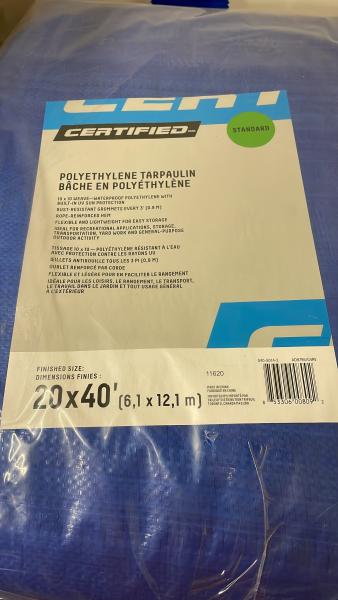 CERTIFIED
STANDARD
POLYETHYLENE TARPAULIN
BÂCHE EN POLYÉTHYLÈNE
10 x 10 WEAVE—WATERPROOF POLYETHYLENE WITH
BUILT-IN UV SUN PROTECTION
RUST-RESISTANT GROMMETS EVERY 3' (0,9 M)
ROPE-REINFORCED HEM
FLEXIBLE AND LIGHTWEIGHT FOR EASY STORAGE
IDEAL FOR RECREATIONAL APPLICATIONS, STORAGE,
TRANSPORTATION, YARD WORK AND GENERAL-PURPOSE
OUTDOOR ACTIVITY
TISSAGE 10 x 10 — POLYÉTHYLÈNE RÉSISTANT À L'EAU
AVEC PROTECTION CONTRE LES RAYONS UV
ŒILLETS ANTIROUILLE TOUS LES 3 PI (0,9 M)
OURLET RENFORCÉ PAR CORDE
FLEXIBLE ET LÉGÈRE POUR EN FACILITER LE RANGEMENT
IDÉALE POUR LES LOISIRS, LE RANGEMENT, LE TRANSPORT,
LE TRAVAIL DANS LE JARDIN ET TOUT USAGE GÉNÉRAL
À L'EXTÉRIEUR
FINISHED SIZE:
DIMENSIONS FINIES :
20x40' (6,1 x 12,1 m)
11620